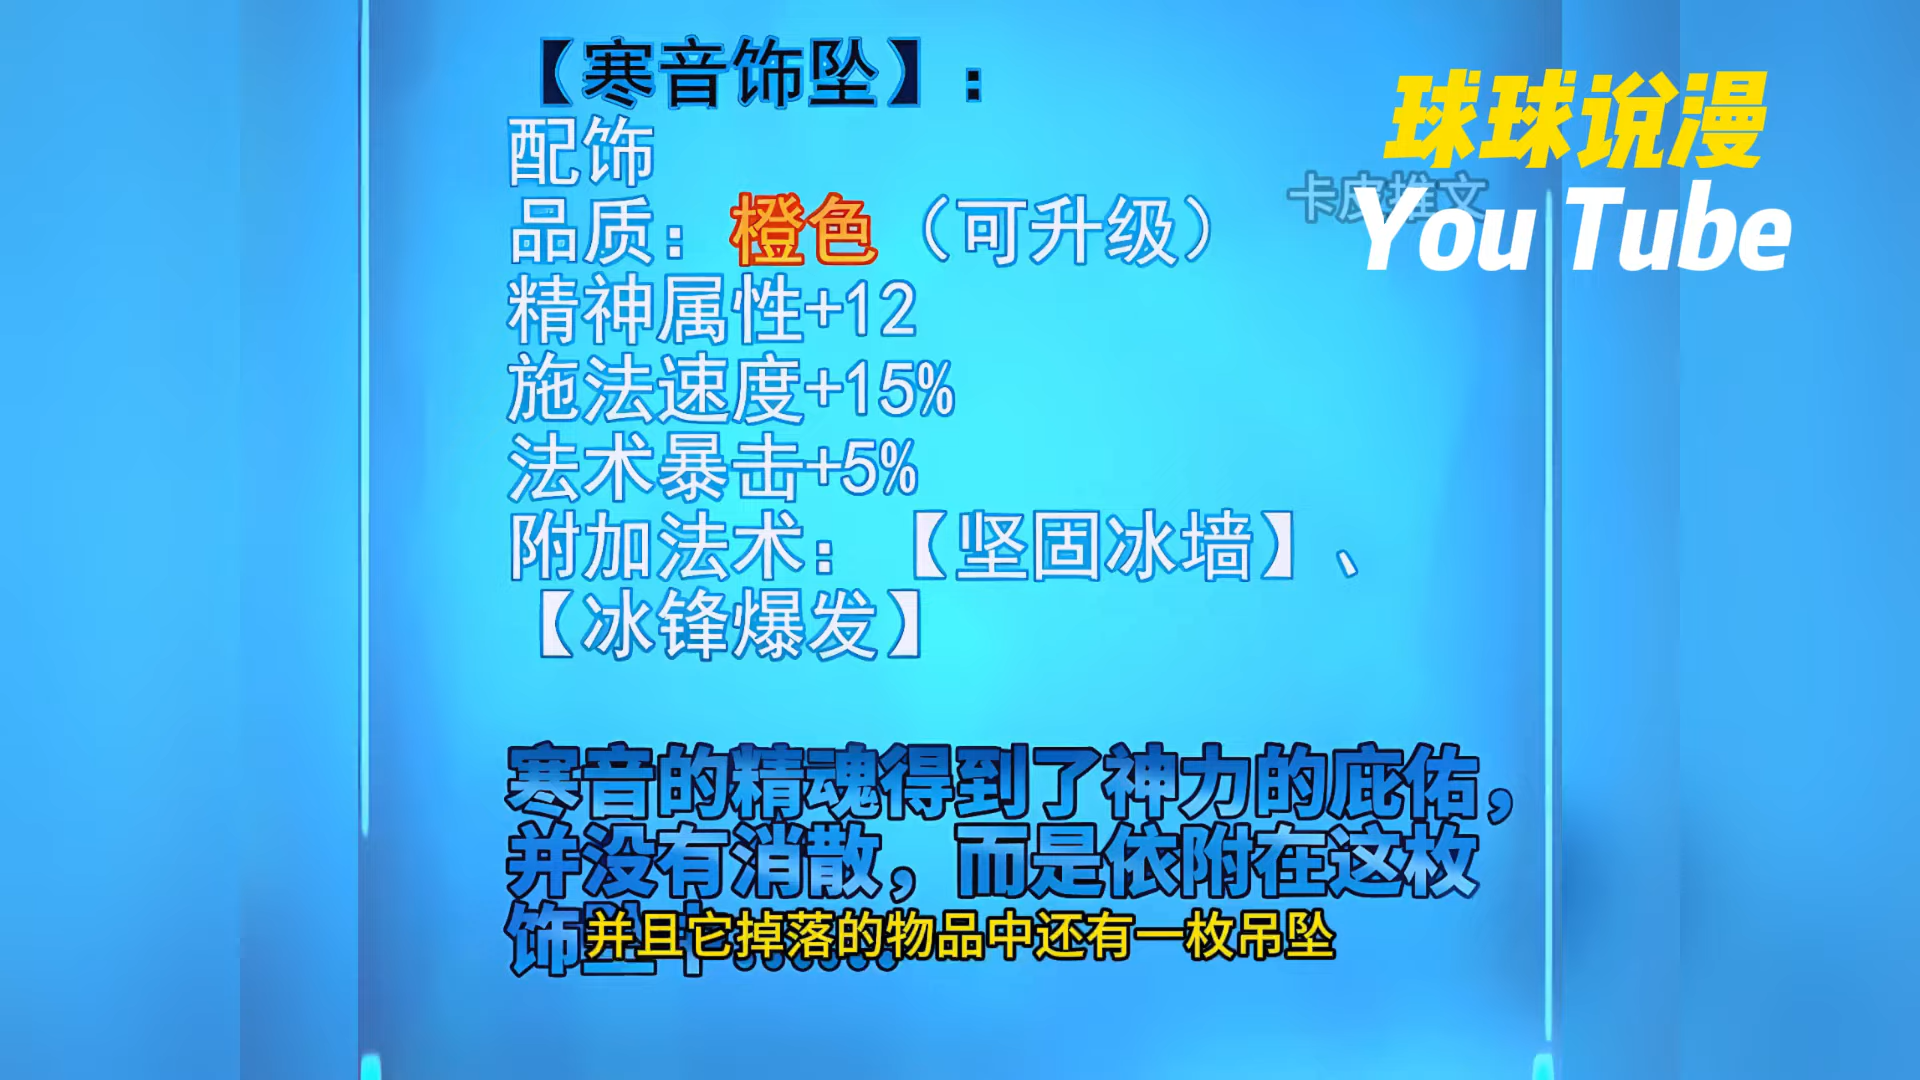 【寒音饰坠】：
配饰
品质：橙色（可升级）
精神属性+12
施法速度+15%
法术暴击+5%
附加法术：【坚固冰墙】、
【冰锋爆发】
寒音的精魂得到了神力的庇佑，
并没有消散，而是依附在这枚
饰坠中……
并且它掉落的物品中还有一枚吊坠
球球说漫
卡皮推文
YouTube